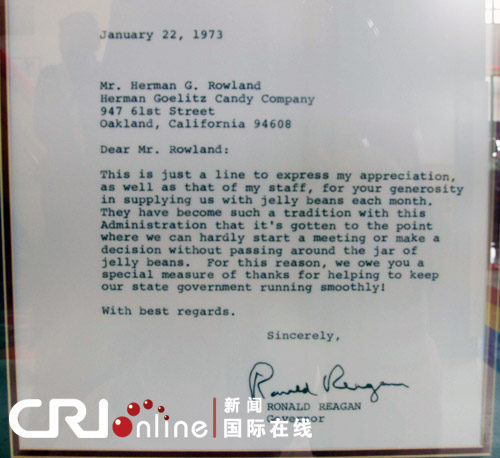 January 22, 1973
Mr. Herman G. Rowland
Herman Goelitz Candy Company
947 61st Street
Oakland, California 94608
Dear Mr. Rowland:
This is just a line to express my appreciation,
as well as that of my staff, for your generosity
in supplying us with jelly beans each month.
They have become such a tradition with this
Administration that it's gotten to the point
where we can hardly start a meeting or make a
decision without passing around the jar of
jelly beans.  For this reason, we owe you a
special measure of thanks for helping to keep
our state government running smoothly!
With best regards.
Sincerely,
Ronald Reagan
RONALD REAGAN
Governor
CRJonline 新闻
国际在线